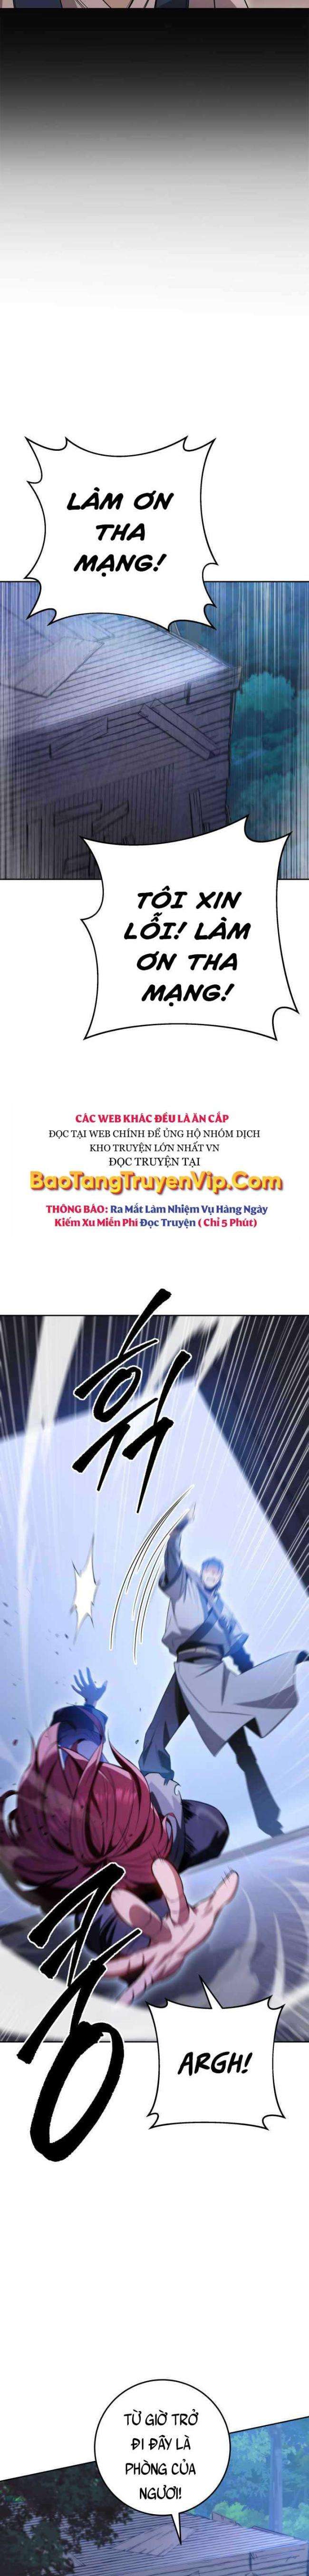 LÀM ƠN
THA
MẠNG!
TÔI XIN
LỖI! LÀM
ƠN THA
MẠNG!
CÁC WEB KHÁC ĐỀU LÀ ĂN CẮP
ĐỌC TẠI WEB CHÍNH ĐỂ ỦNG HỘ NHÓM DỊCH
KHO TRUYỆN LỚN NHẤT VN
ĐỌC TRUYỆN TẠI
BaoTangTruyenVip.Com
THÔNG BÁO: Ra Mắt Làm Nhiệm Vụ Hàng Ngày
Kiếm Xu Miễn Phí Đọc Truyện ( Chỉ 5 Phút)
ARGH!
TỪ GIỜ TRỞ
ĐI ĐÂY LÀ
PHÒNG CỦA
NGƯƠI!